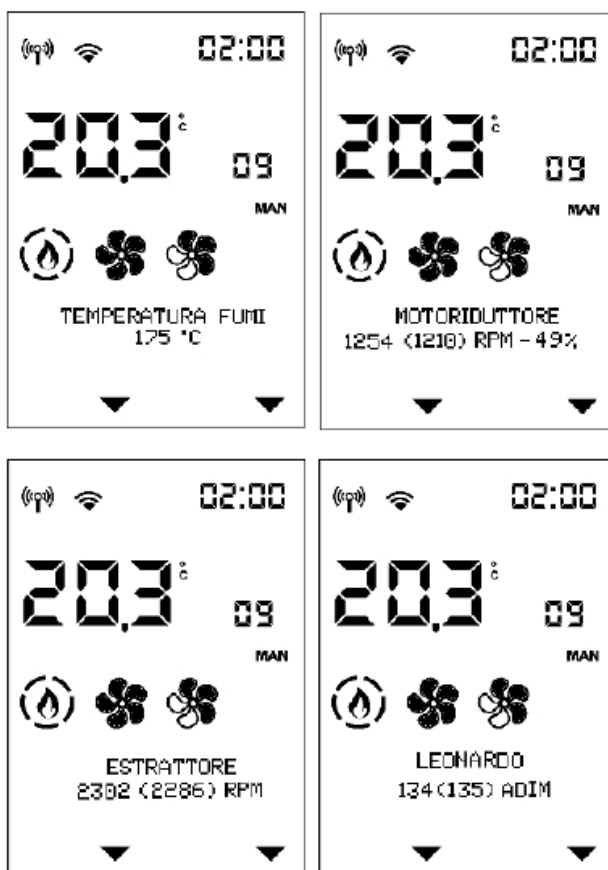 02:00
20.3 °C
09
MAN
TEMPERATURA FUMI
175 °C
02:00
20.3 °C
09
MAN
MOTORIDUTTORE
1254 (1210) RPM - 49%
02:00
20.3 °C
09
MAN
ESTRATTORE
2302 (2286) RPM
02:00
20.3 °C
09
MAN
LEONARDO
134 (135) ADIM